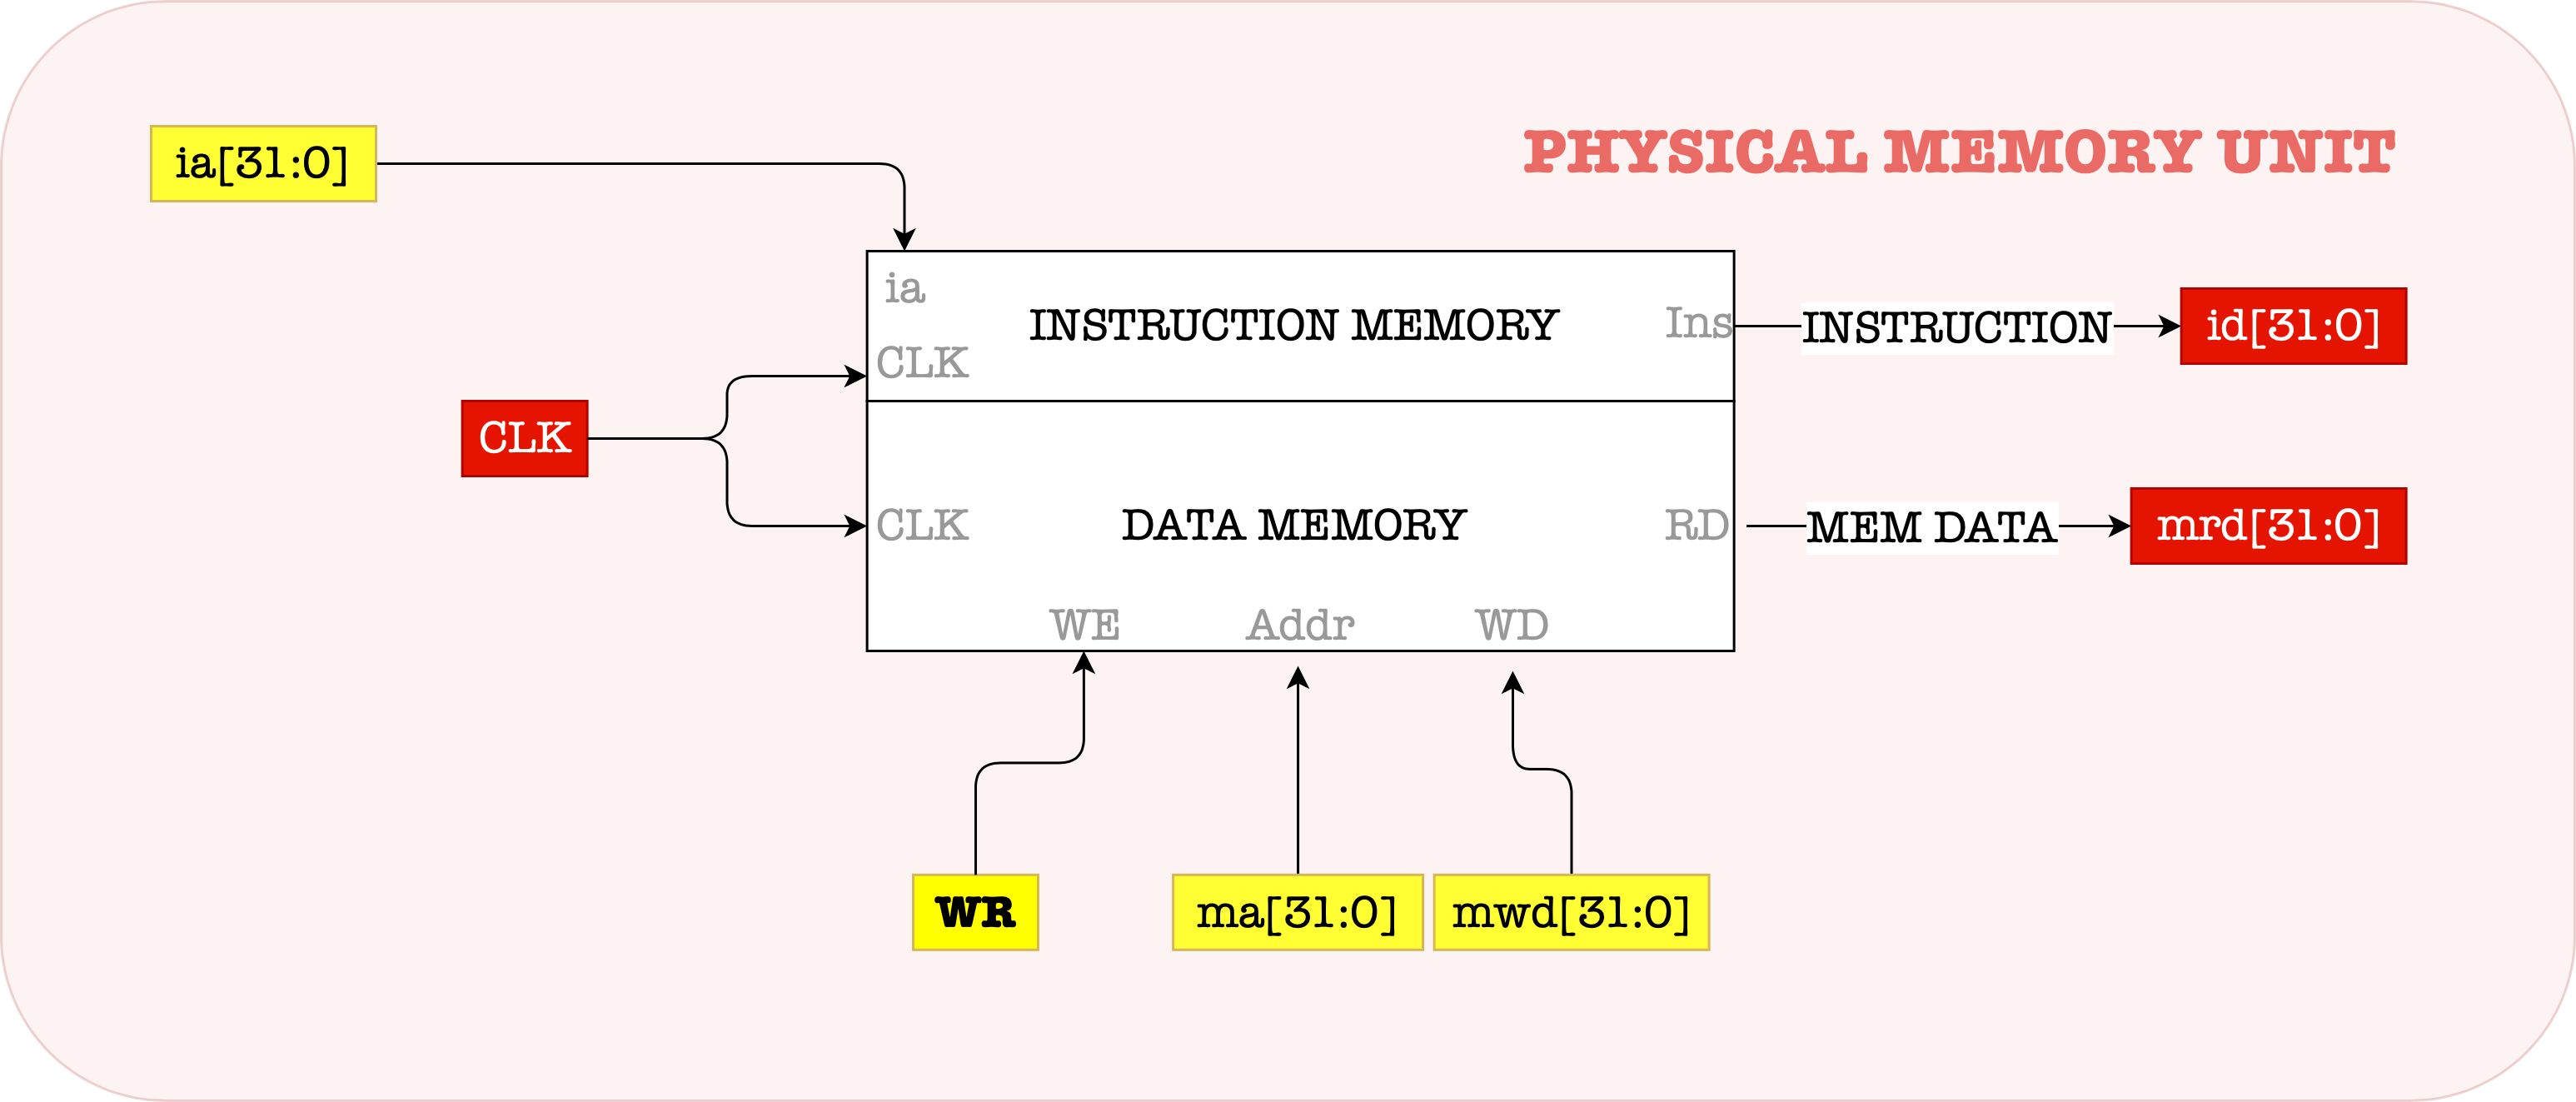 PHYSICAL MEMORY UNIT
ia[31:0]
ia
INSTRUCTION MEMORY
Ins
INSTRUCTION
id[31:0]
CLK
CLK
CLK
DATA MEMORY
RD
MEM DATA
mrd[31:0]
WE
Addr
WD
WR
ma[31:0]
mwd[31:0]